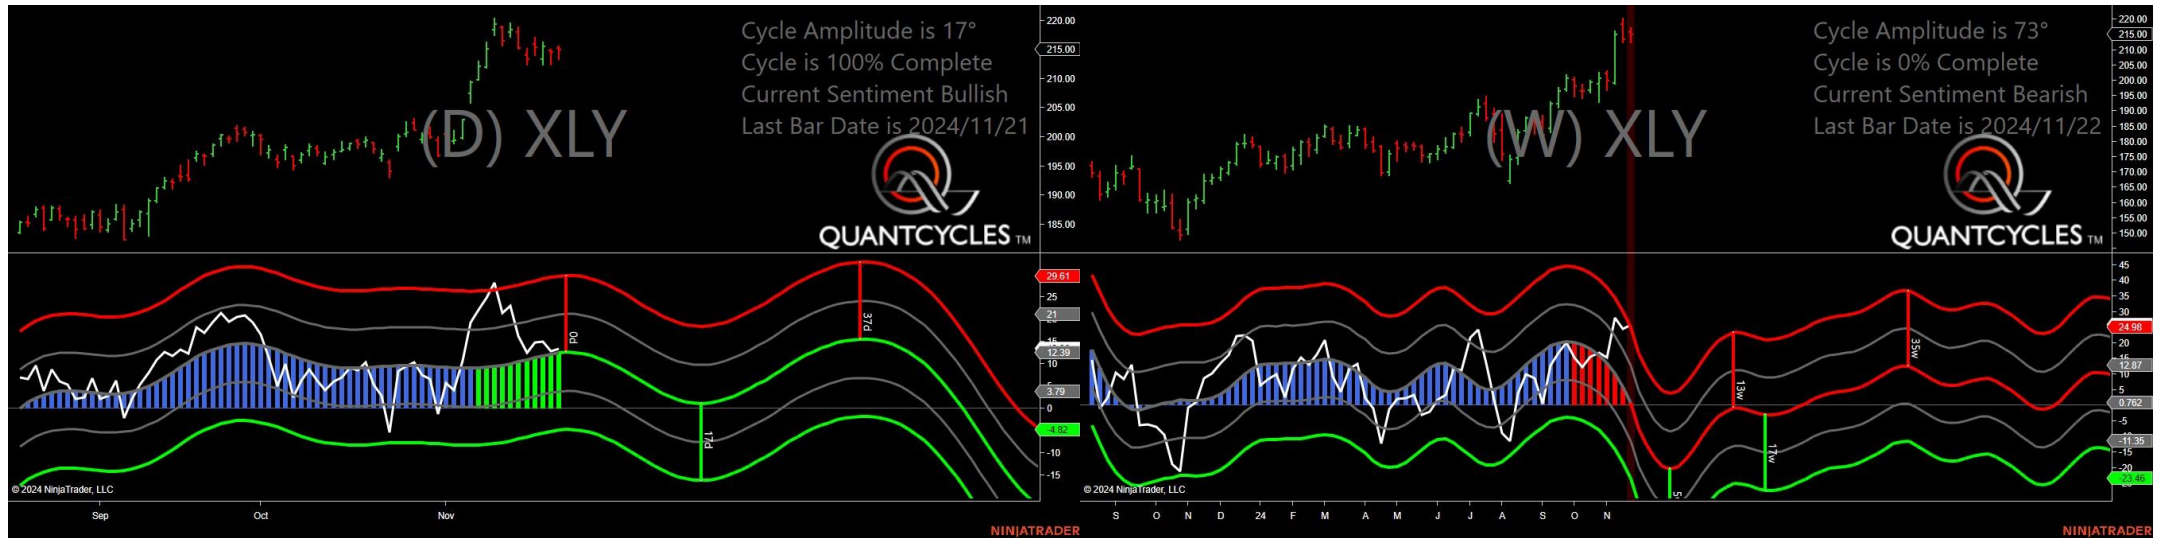 Cycle Amplitude is 17°
Cycle is 100% Complete
Current Sentiment Bullish
Last Bar Date is 2024/11/21
(D) XLY
QUANTCYCLES TM
220.00
215.00
210.00
205.00
200.00
195.00
190.00
185.00
29.61
25
21
15
12.39
10
3.79
0
-4.82
-10
-15
0d
17d
37d
© 2024 NinjaTrader, LLC
Sep Oct Nov
NINJATRADER
Cycle Amplitude is 73°
Cycle is 0% Complete
Current Sentiment Bearish
Last Bar Date is 2024/11/22
(W) XLY
QUANTCYCLES TM
220.00
215.00
210.00
205.00
200.00
195.00
190.00
185.00
180.00
175.00
170.00
165.00
160.00
155.00
150.00
45
40
35
30
24.98
20
12.87
10
5
0.762
-5
-11.35
-15
-20
-23.46
13w
17w
35w
© 2024 NinjaTrader, LLC
S O N D 24 F M A M J J A S O N
NINJATRADER